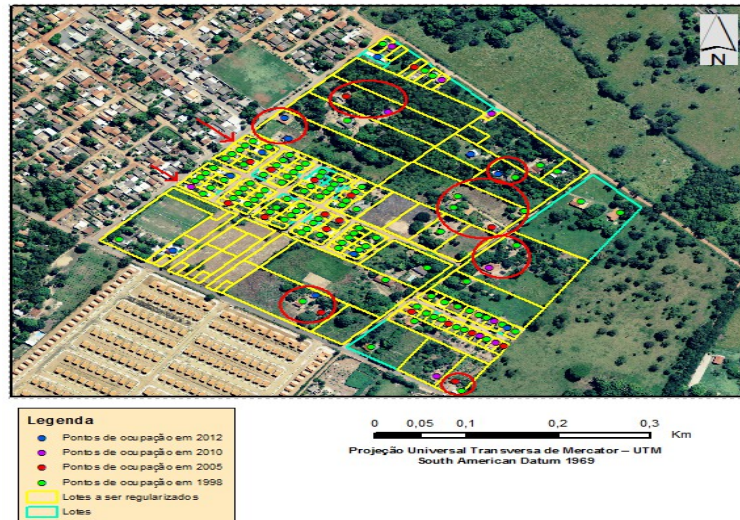 N
Legenda
Pontos de ocupação em 2012
Pontos de ocupação em 2010
Pontos de ocupação em 2005
Pontos de ocupação em 1998
Lotes a ser regularizados
Lotes
0 0,05 0,1 0,2 0,3
Km
Projeção Universal Transversa de Mercator – UTM
South American Datum 1969